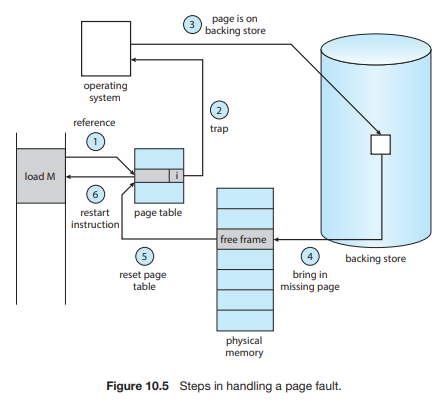 3
page is on
backing store
operating
system
2
trap
reference
1
load M
i
6
restart
instruction
page table
5
reset page
table
free frame
4
bring in
missing page
backing store
physical
memory
Figure 10.5 Steps in handling a page fault.